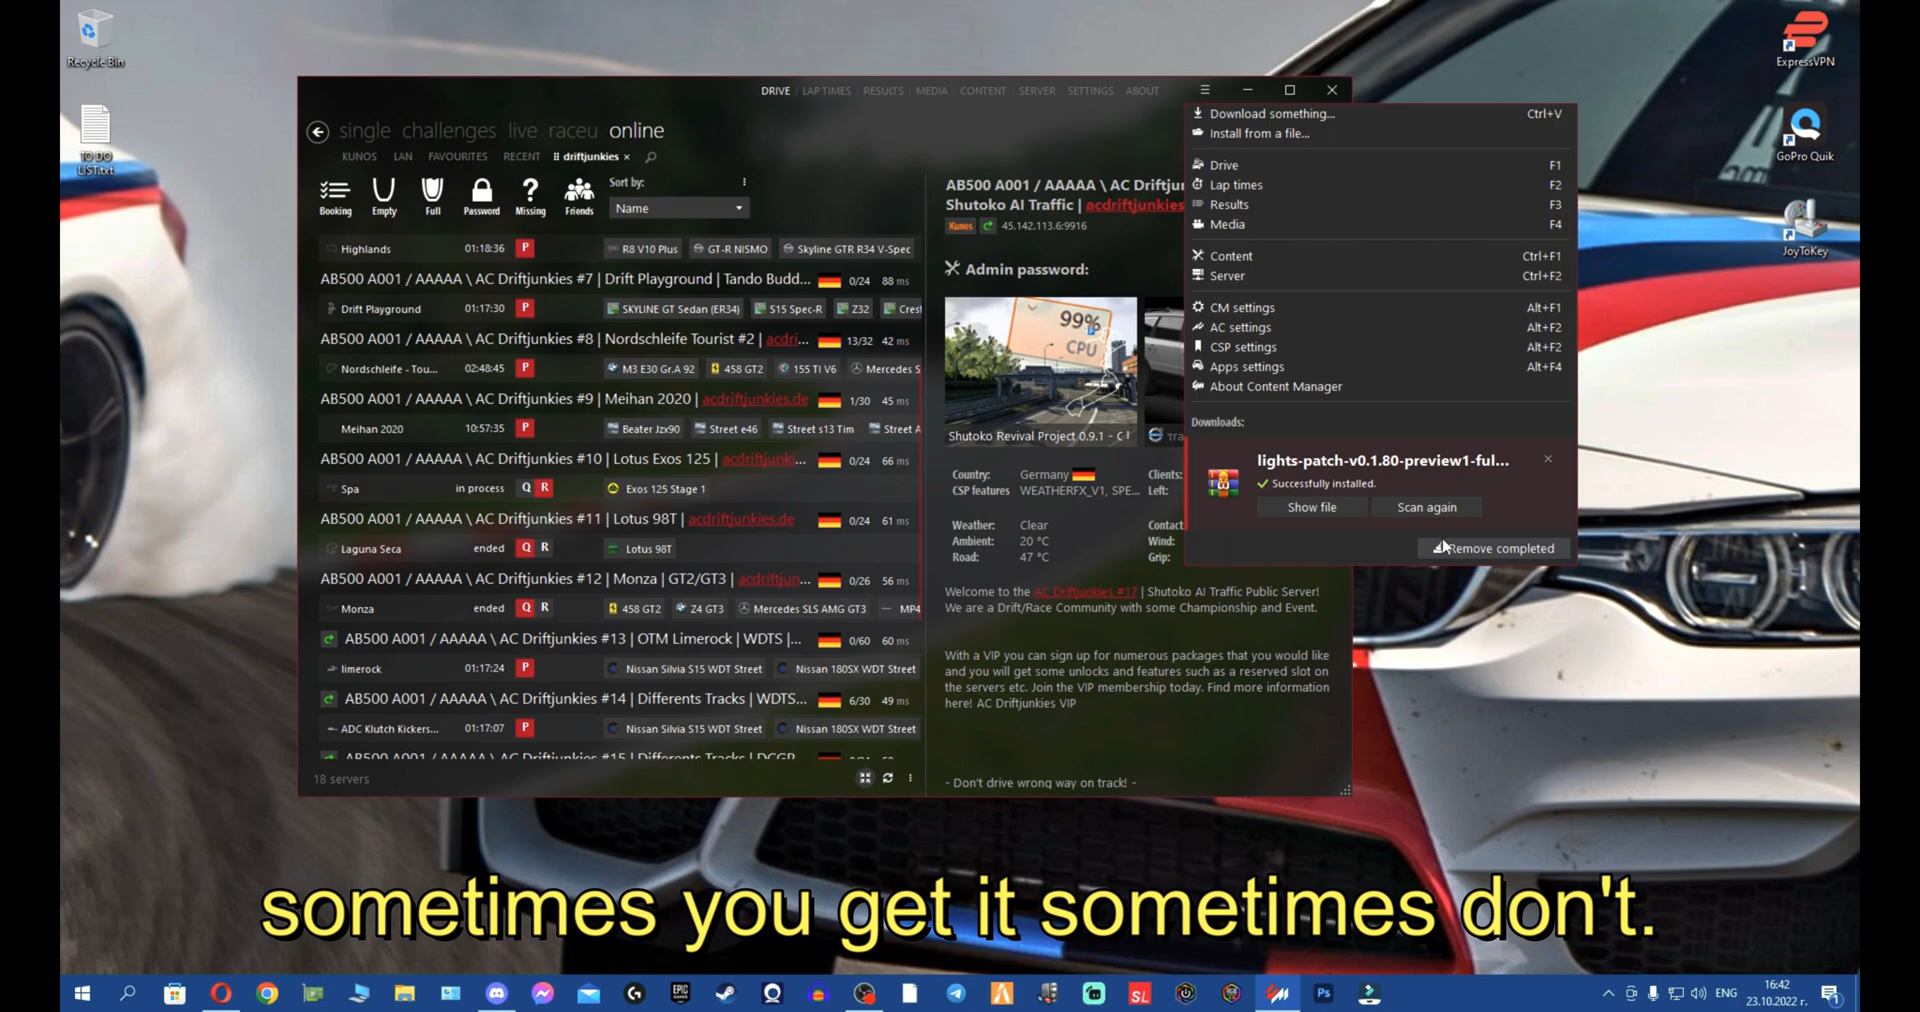 Recycle Bin
TO DO
LIST.txt
ExpressVPN
GoPro Quik
JoyToKey
DRIVE | LAP TIMES | RESULTS | MEDIA | CONTENT | SERVER | SETTINGS | ABOUT
single challenges live raceu online
KUNOS LAN FAVOURITES RECENT driftjunkies ×
Booking Empty Full Password Missing Friends
Sort by:
Name
Highlands 01:18:36 P R8 V10 Plus GT-R NISMO Skyline GTR R34 V-Spec
AB500 A001 / AAAAA \ AC Driftjunkies #7 | Drift Playground | Tando Budd... 0/24 88 ms
Drift Playground 01:17:30 P SKYLINE GT Sedan (ER34) S15 Spec-R Z32 Cres
AB500 A001 / AAAAA \ AC Driftjunkies #8 | Nordschleife Tourist #2 | acdri... 13/32 42 ms
Nordschleife - Tou... 02:48:45 P M3 E30 Gr.A 92 458 GT2 155 TI V6 Mercedes S
AB500 A001 / AAAAA \ AC Driftjunkies #9 | Meihan 2020 | acdriftjunkies.de 1/30 45 ms
Meihan 2020 10:57:35 P Beater Jzx90 Street e46 Street s13 Tim Street A
AB500 A001 / AAAAA \ AC Driftjunkies #10 | Lotus Exos 125 | acdriftjunki... 0/24 66 ms
Spa in process Q R Exos 125 Stage 1
AB500 A001 / AAAAA \ AC Driftjunkies #11 | Lotus 98T | acdriftjunkies.de 0/24 61 ms
Laguna Seca ended Q R Lotus 98T
AB500 A001 / AAAAA \ AC Driftjunkies #12 | Monza | GT2/GT3 | acdriftjun... 0/26 56 ms
Monza ended Q R 458 GT2 Z4 GT3 Mercedes SLS AMG GT3 MP4
AB500 A001 / AAAAA \ AC Driftjunkies #13 | OTM Limerock | WDTS |... 0/60 60 ms
limerock 01:17:24 P Nissan Silvia S15 WDT Street Nissan 180SX WDT Street
AB500 A001 / AAAAA \ AC Driftjunkies #14 | Differents Tracks | WDTS... 6/30 49 ms
ADC Klutch Kickers... 01:17:07 P Nissan Silvia S15 WDT Street Nissan 180SX WDT Street
AB500 A001 / AAAAA \ AC Driftjunkies #15 | Differents Tracks | DCGP
18 servers
AB500 A001 / AAAAA \ AC Driftju
Shutoko AI Traffic | acdriftjunkies
Kunos 45.142.113.6:9916
Admin password:
99%
CPU
Shutoko Revival Project 0.9.1 - C
tra
Country: Germany Clients:
CSP features WEATHERFX_V1, SPE... Left:
Weather: Clear Contact
Ambient: 20 °C Wind:
Road: 47 °C Grip:
Welcome to the AC Driftjunkies #17 | Shutoko AI Traffic Public Server!
We are a Drift/Race Community with some Championship and Event.
With a VIP you can sign up for numerous packages that you would like
and you will get some unlocks and features such as a reserved slot on
the servers etc. Join the VIP membership today. Find more information
here! AC Driftjunkies VIP
- Don't drive wrong way on track! -
Download something... Ctrl+V
Install from a file...
Drive F1
Lap times F2
Results F3
Media F4
Content Ctrl+F1
Server Ctrl+F2
CM settings Alt+F1
AC settings Alt+F2
CSP settings Alt+F2
Apps settings Alt+F4
About Content Manager
Downloads:
lights-patch-v0.1.80-preview1-ful...
Successfully installed.
Show file Scan again
Remove completed
sometimes you get it sometimes don't.
EPIC
GAMES
SL
Ps
ENG
16:42
23.10.2022 г.
1